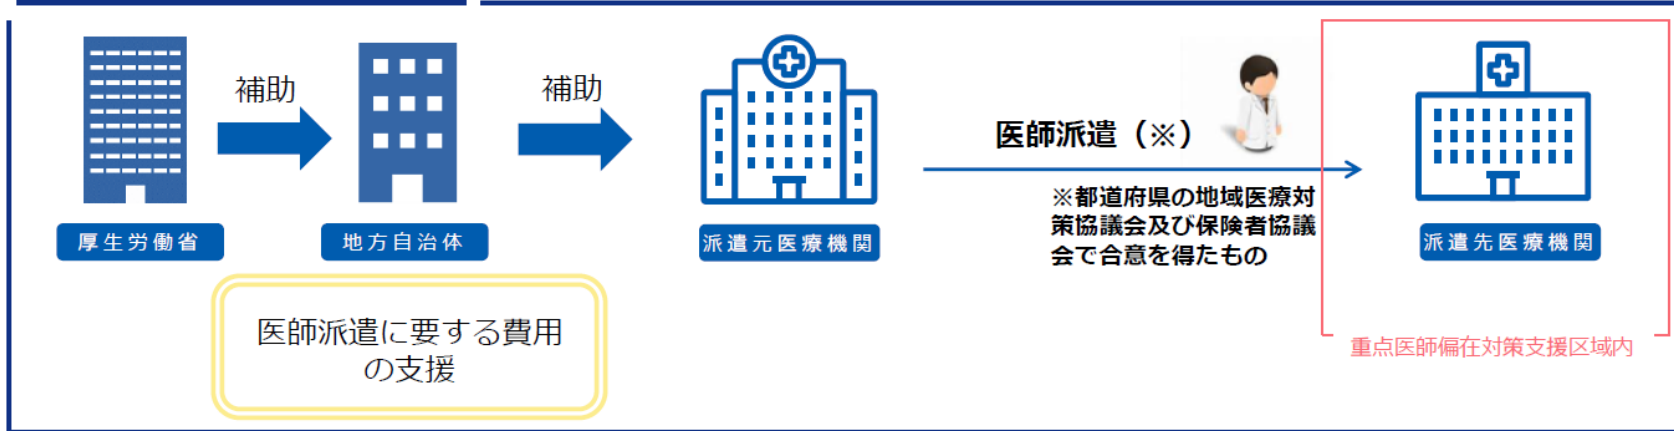 補助
補助
医師派遣（※）
※都道府県の地域医療対
策協議会及び保険者協議
会で合意を得たもの
厚生労働省
地方自治体
派遣元医療機関
派遣先医療機関
医師派遣に要する費用
の支援
重点医師偏在対策支援区域内